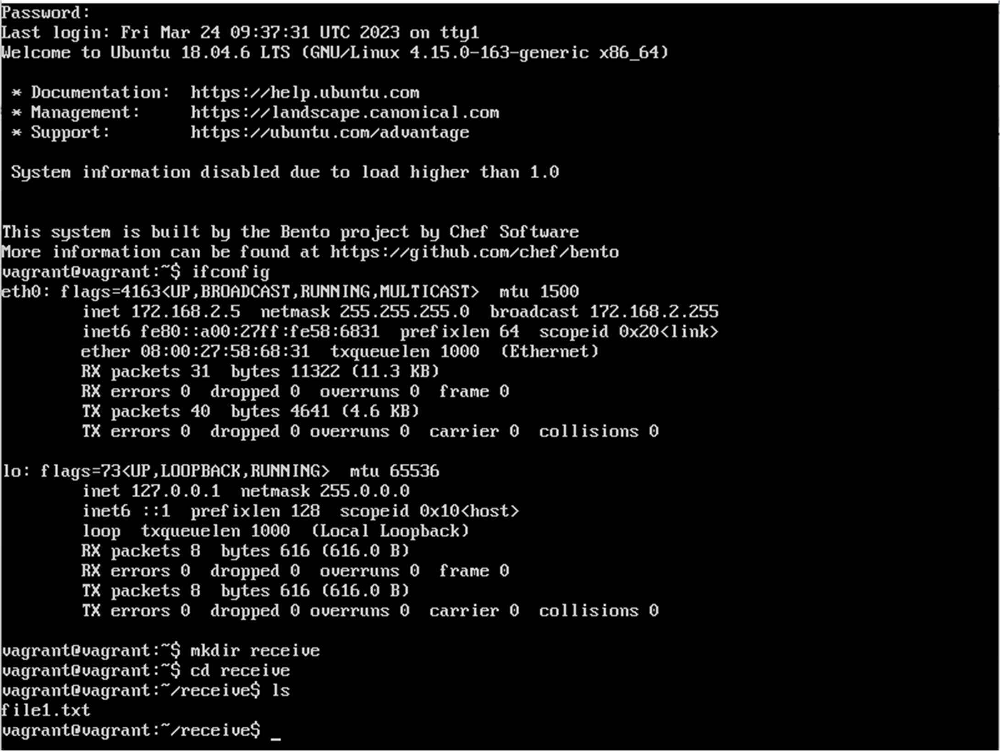 Password:
Last login: Fri Mar 24 09:37:31 UTC 2023 on tty1
Welcome to Ubuntu 18.04.6 LTS (GNU/Linux 4.15.0-163-generic x86_64)
* Documentation:  https://help.ubuntu.com
* Management:     https://landscape.canonical.com
* Support:        https://ubuntu.com/advantage
System information disabled due to load higher than 1.0
This system is built by the Bento project by Chef Software
More information can be found at https://github.com/chef/bento
vagrant@vagrant:~$ ifconfig
eth0: flags=4163<UP,BROADCAST,RUNNING,MULTICAST>  mtu 1500
inet 172.168.2.5  netmask 255.255.255.0  broadcast 172.168.2.255
inet6 fe80::a00:27ff:fe58:6831  prefixlen 64  scopeid 0x20<link>
ether 08:00:27:58:68:31  txqueuelen 1000  (Ethernet)
RX packets 31  bytes 11322 (11.3 KB)
RX errors 0  dropped 0  overruns 0  frame 0
TX packets 40  bytes 4641 (4.6 KB)
TX errors 0  dropped 0 overruns 0  carrier 0  collisions 0
lo: flags=73<UP,LOOPBACK,RUNNING>  mtu 65536
inet 127.0.0.1  netmask 255.0.0.0
inet6 ::1  prefixlen 128  scopeid 0x10<host>
loop  txqueuelen 1000  (Local Loopback)
RX packets 8  bytes 616 (616.0 B)
RX errors 0  dropped 0  overruns 0  frame 0
TX packets 8  bytes 616 (616.0 B)
TX errors 0  dropped 0 overruns 0  carrier 0  collisions 0
vagrant@vagrant:~$ mkdir receive
vagrant@vagrant:~$ cd receive
vagrant@vagrant:~/receive$ ls
file1.txt
vagrant@vagrant:~/receive$ _